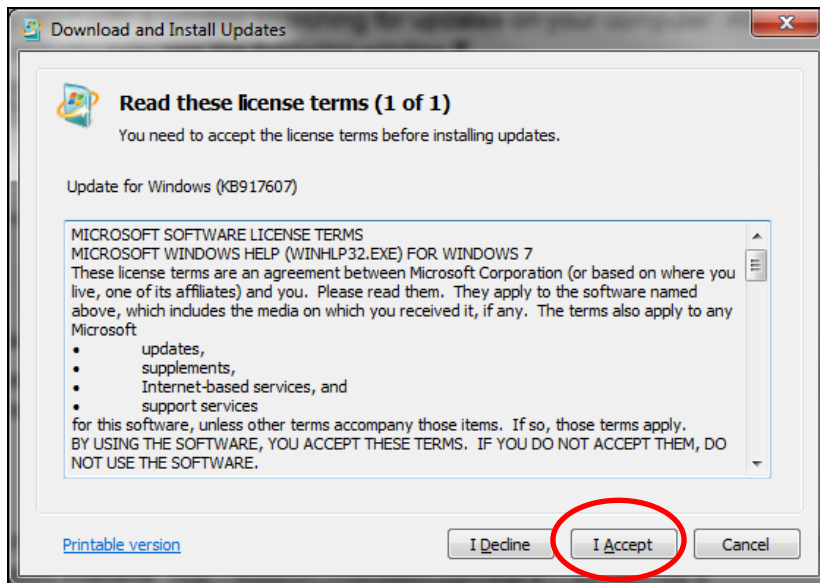 Download and Install Updates
Read these license terms (1 of 1)
You need to accept the license terms before installing updates.
Update for Windows (KB917607)
MICROSOFT SOFTWARE LICENSE TERMS
MICROSOFT WINDOWS HELP (WINHLP32.EXE) FOR WINDOWS 7
These license terms are an agreement between Microsoft Corporation (or based on where you
live, one of its affiliates) and you.  Please read them.  They apply to the software named
above, which includes the media on which you received it, if any.  The terms also apply to any
Microsoft
• updates,
• supplements,
• Internet-based services, and
• support services
for this software, unless other terms accompany those items.  If so, those terms apply.
BY USING THE SOFTWARE, YOU ACCEPT THESE TERMS.  IF YOU DO NOT ACCEPT THEM, DO
NOT USE THE SOFTWARE.
Printable version
I Decline
I Accept
Cancel